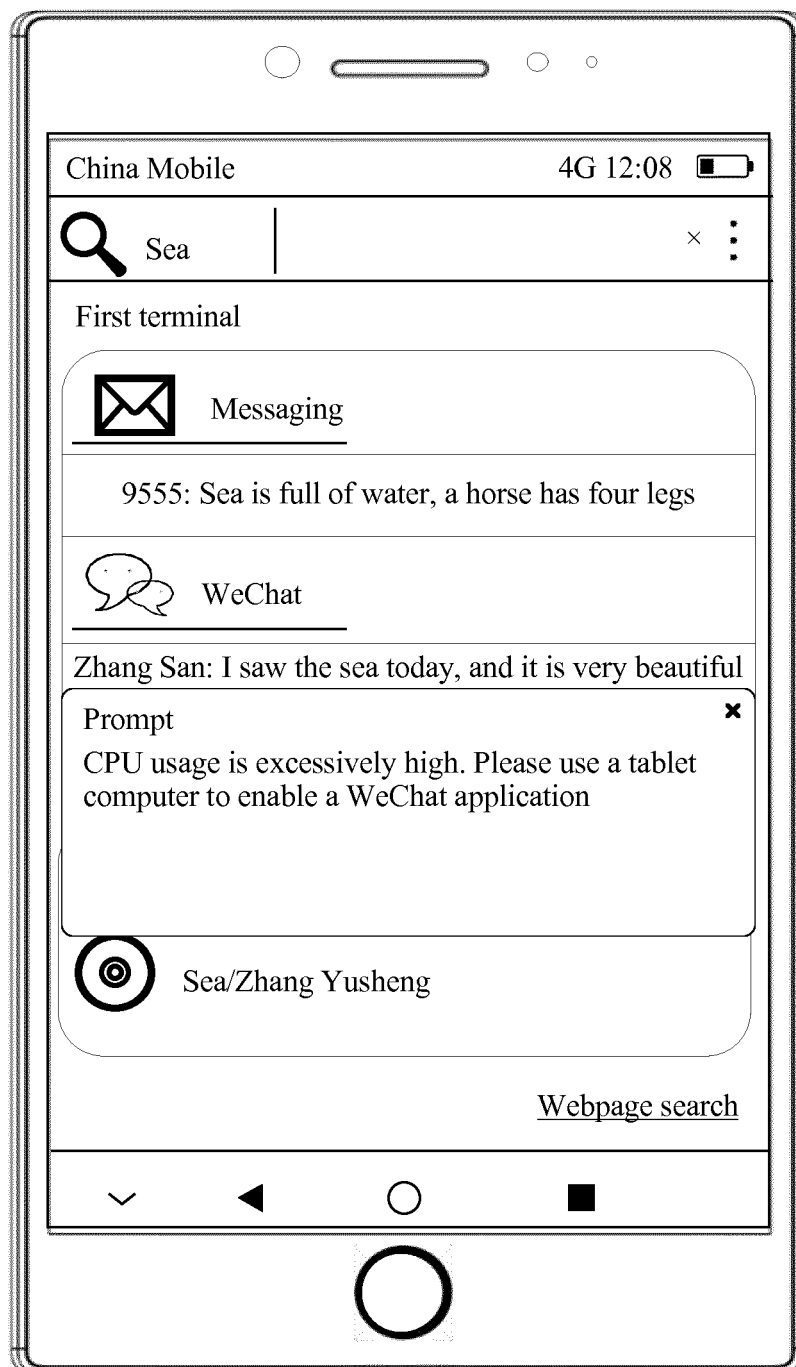 China Mobile 4G 12:08
Sea ×
First terminal
Messaging
9555: Sea is full of water, a horse has four legs
WeChat
Zhang San: I saw the sea today, and it is very beautiful
Prompt
CPU usage is excessively high. Please use a tablet
computer to enable a WeChat application
Sea/Zhang Yusheng
Webpage search